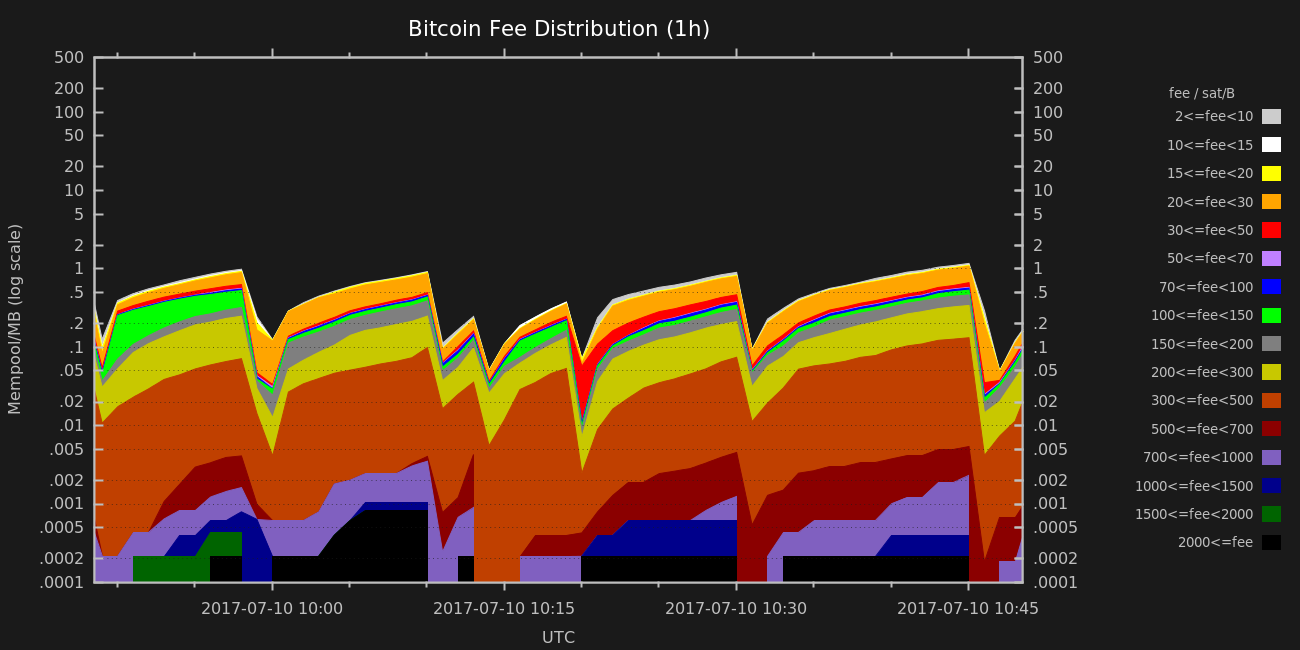 Bitcoin Fee Distribution (1h)
Mempool/MB (log scale)
500
200
100
50
20
10
5
2
1
.5
.2
.1
.05
.02
.01
.005
.002
.001
.0005
.0002
.0001
500
200
100
50
20
10
5
2
1
.5
.2
.1
.05
.02
.01
.005
.002
.001
.0005
.0002
.0001
2017-07-10 10:00
2017-07-10 10:15
2017-07-10 10:30
2017-07-10 10:45
UTC
fee / sat/B
2<=fee<10
10<=fee<15
15<=fee<20
20<=fee<30
30<=fee<50
50<=fee<70
70<=fee<100
100<=fee<150
150<=fee<200
200<=fee<300
300<=fee<500
500<=fee<700
700<=fee<1000
1000<=fee<1500
1500<=fee<2000
2000<=fee